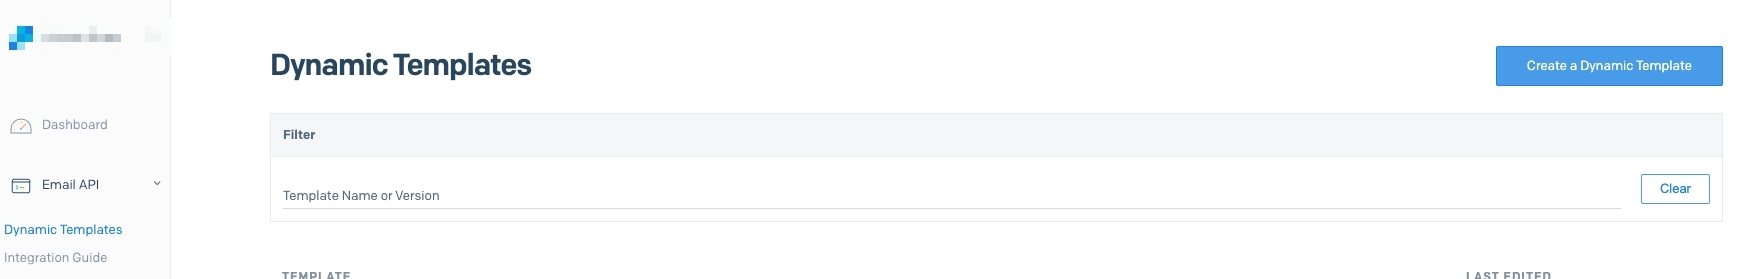 Dynamic Templates
Create a Dynamic Template
Dashboard
Filter
Email API
Template Name or Version
Clear
Dynamic Templates
Integration Guide
TEMPLATE
LAST EDITED